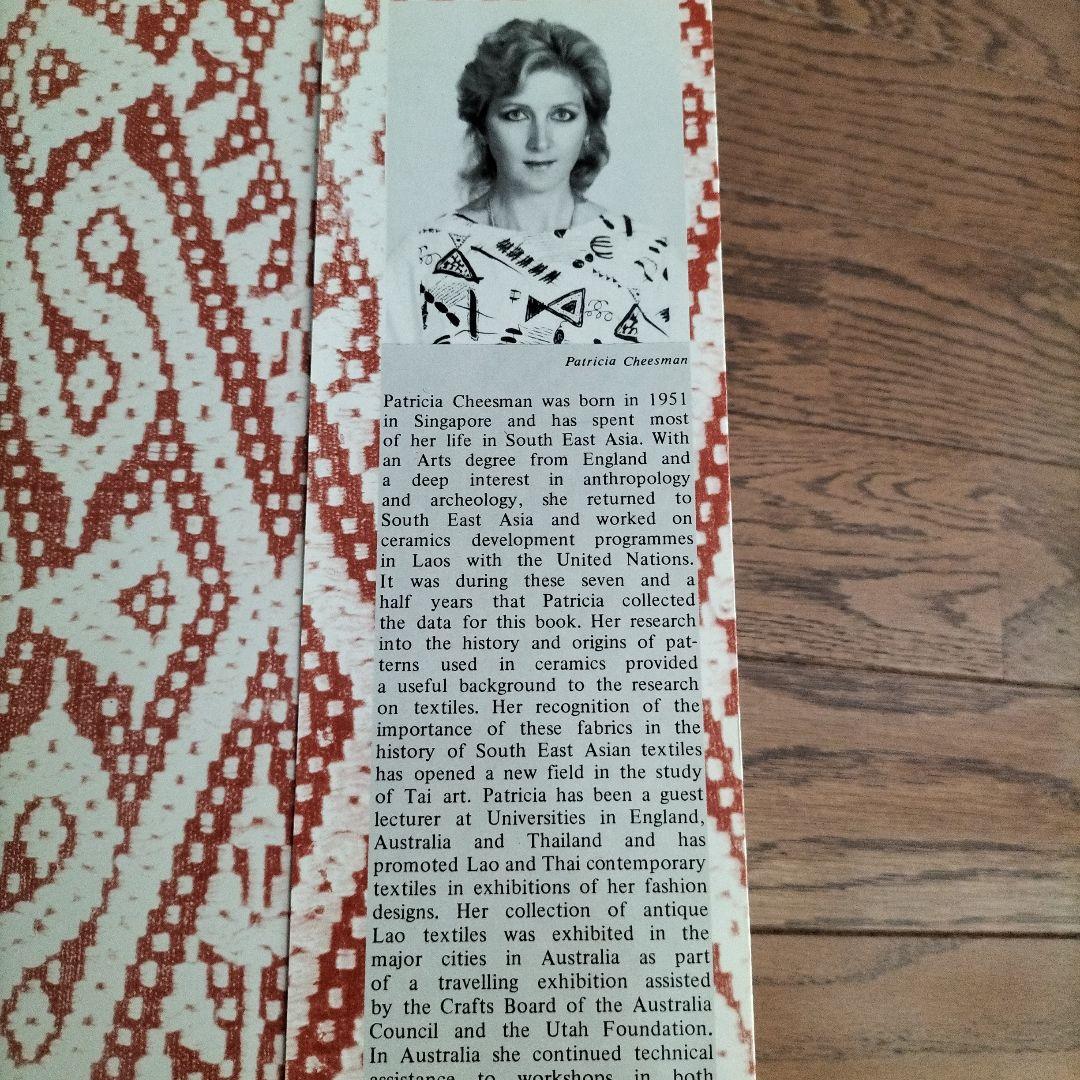 Patricia Cheesman
Patricia Cheesman was born in 1951
in Singapore and has spent most
of her life in South East Asia. With
an Arts degree from England and
a deep interest in anthropology
and archeology, she returned to
South East Asia and worked on
ceramics development programmes
in Laos with the United Nations.
It was during these seven and a
half years that Patricia collected
the data for this book. Her research
into the history and origins of pat-
terns used in ceramics provided
a useful background to the research
on textiles. Her recognition of the
importance of these fabrics in the
history of South East Asian textiles
has opened a new field in the study
of Tai art. Patricia has been a guest
lecturer at Universities in England,
Australia and Thailand and has
promoted Lao and Thai contemporary
textiles in exhibitions of her fashion
designs. Her collection of antique
Lao textiles was exhibited in the
major cities in Australia as part
of a travelling exhibition assisted
by the Crafts Board of the Australia
Council and the Utah Foundation.
In Australia she continued technical
assistance to workshops in both